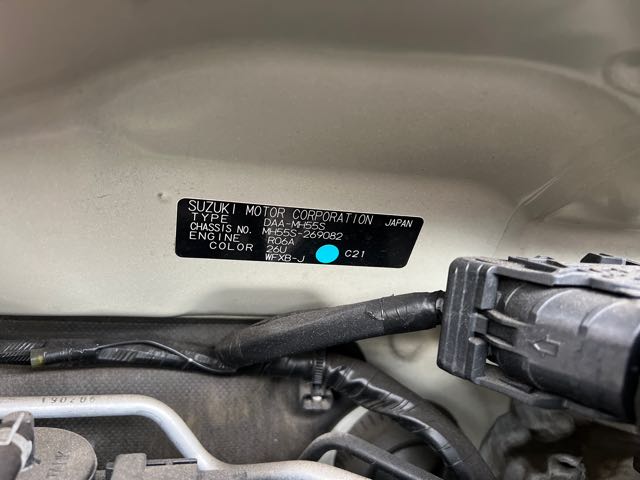 SUZUKI MOTOR CORPORATION JAPAN
TYPE DAA-MH55S
CHASSIS NO. MH55S-269082
ENGINE R06A
COLOR 26U C21
WFXB-J